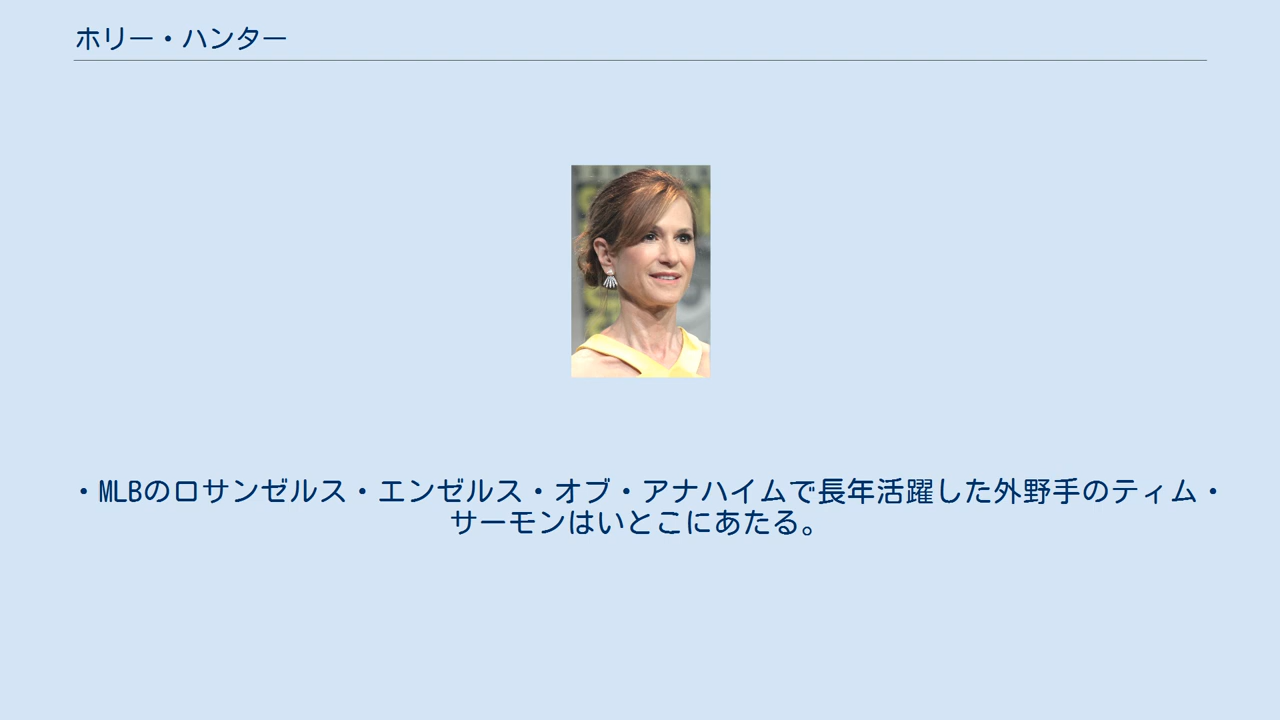 ホリー・ハンター
・MLBのロサンゼルス・エンゼルス・オブ・アナハイムで長年活躍した外野手のティム・
サーモンはいとこにあたる。